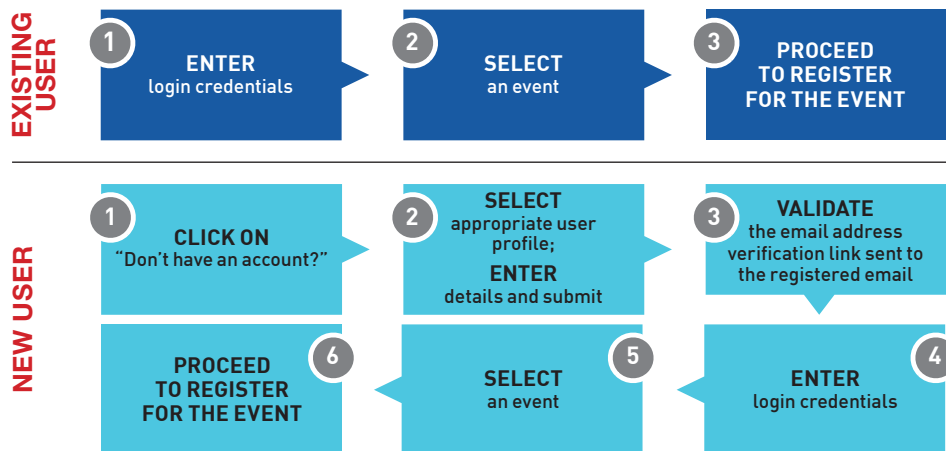 EXISTING
USER
1
ENTER
login credentials
2
SELECT
an event
3
PROCEED
TO REGISTER
FOR THE EVENT
NEW USER
1
CLICK ON
“Don’t have an account?”
2
SELECT
appropriate user
profile;
ENTER
details and submit
3
VALIDATE
the email address
verification link sent to
the registered email
4
ENTER
login credentials
5
SELECT
an event
6
PROCEED
TO REGISTER
FOR THE EVENT